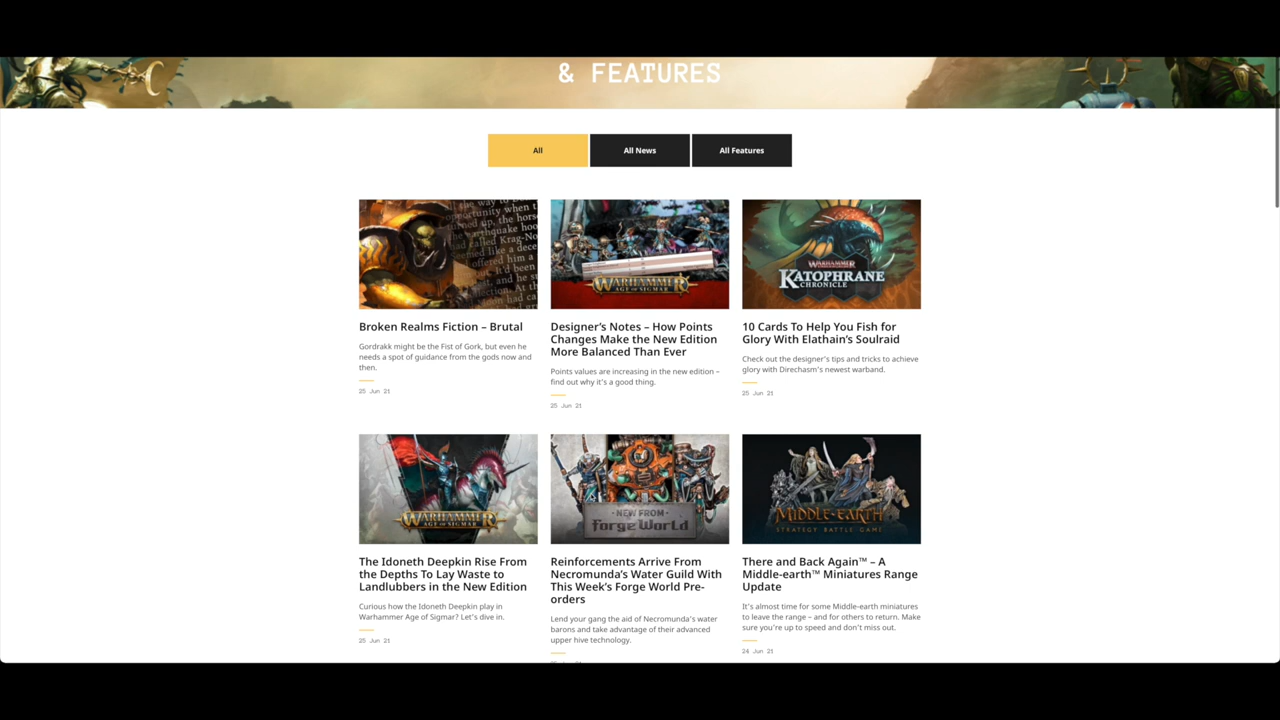 & FEATURES
All
All News
All Features
WARHAMMER
AGE OF SIGMAR
WARHAMMER
KATOPHRANE
CHRONICLE
Broken Realms Fiction – Brutal
Gordrakk might be the Fist of Gork, but even he
needs a spot of guidance from the gods now and
then.
25 Jun 21
Designer's Notes – How Points
Changes Make the New Edition
More Balanced Than Ever
Points values are increasing in the new edition –
find out why it's a good thing.
25 Jun 21
10 Cards To Help You Fish for
Glory With Elathain's Soulraid
Check out the designer's tips and tricks to achieve
glory with Direchasm's newest warband.
25 Jun 21
WARHAMMER
AGE OF SIGMAR
- NEW FROM -
Forge World
MIDDLE-EARTH
STRATEGY BATTLE GAME
The Idoneth Deepkin Rise From
the Depths To Lay Waste to
Landlubbers in the New Edition
Curious how the Idoneth Deepkin play in
Warhammer Age of Sigmar? Let's dive in.
25 Jun 21
Reinforcements Arrive From
Necromunda's Water Guild With
This Week's Forge World Pre-
orders
Lend your gang the aid of Necromunda's water
barons and take advantage of their advanced
upper hive technology.
There and Back Again™ – A
Middle-earth™ Miniatures Range
Update
It's almost time for some Middle-earth miniatures
to leave the range – and for others to return. Make
sure you're up to speed and don't miss out.
24 Jun 21